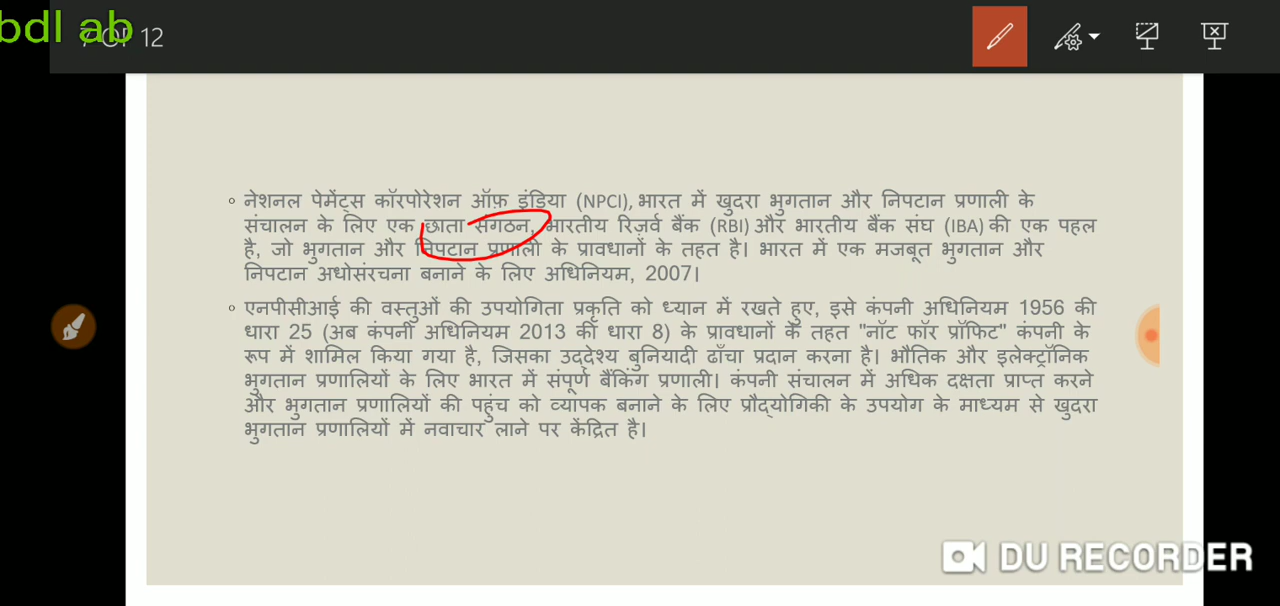 bdl ab
7 OF 12
नेशनल पेमेंट्स कॉरपोरेशन ऑफ़ इंडिया (NPCI), भारत में खुदरा भुगतान और निपटान प्रणाली के
संचालन के लिए एक छाता संगठन, भारतीय रिज़र्व बैंक (RBI) और भारतीय बैंक संघ (IBA) की एक पहल
है, जो भुगतान और निपटान प्रणाली के प्रावधानों के तहत है। भारत में एक मजबूत भुगतान और
निपटान अधोसंरचना बनाने के लिए अधिनियम, 2007।
एनपीसीआई की वस्तुओं की उपयोगिता प्रकृति को ध्यान में रखते हुए, इसे कंपनी अधिनियम 1956 की
धारा 25 (अब कंपनी अधिनियम 2013 की धारा 8) के प्रावधानों के तहत "नॉट फॉर प्रॉफिट" कंपनी के
रूप में शामिल किया गया है, जिसका उद्देश्य बुनियादी ढाँचा प्रदान करना है। भौतिक और इलेक्ट्रॉनिक
भुगतान प्रणालियों के लिए भारत में संपूर्ण बैंकिंग प्रणाली। कंपनी संचालन में अधिक दक्षता प्राप्त करने
और भुगतान प्रणालियों की पहुंच को व्यापक बनाने के लिए प्रौद्योगिकी के उपयोग के माध्यम से खुदरा
भुगतान प्रणालियों में नवाचार लाने पर केंद्रित है।
DU RECORDER